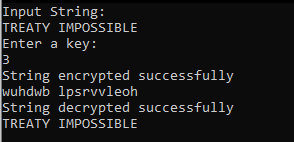 Input String:
TREATY IMPOSSIBLE
Enter a key:
3
String encrypted successfully
wuhdwb lpsrvvleoh
String decrypted successfully
TREATY IMPOSSIBLE